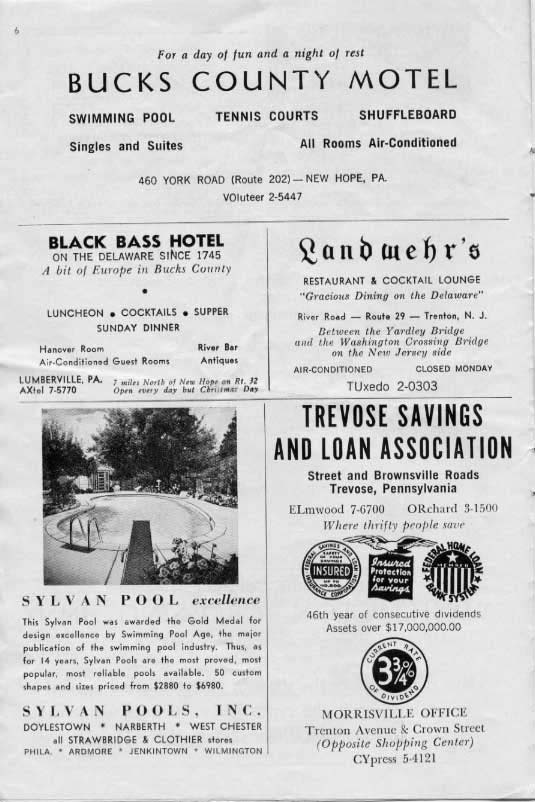 6
For a day of fun and a night of rest
BUCKS COUNTY MOTEL
SWIMMING POOL TENNIS COURTS SHUFFLEBOARD
Singles and Suites All Rooms Air-Conditioned
460 YORK ROAD (Route 202) — NEW HOPE, PA.
VOluteer 2-5447
BLACK BASS HOTEL
ON THE DELAWARE SINCE 1745
A bit of Europe in Bucks County
•
LUNCHEON • COCKTAILS • SUPPER
SUNDAY DINNER
Hanover Room River Bar
Air-Conditioned Guest Rooms Antiques
LUMBERVILLE, PA. 7 miles North of New Hope on Rt. 32
AXtel 7-5770 Open every day but Christmas Day
Landwehr's
RESTAURANT & COCKTAIL LOUNGE
"Gracious Dining on the Delaware"
River Road — Route 29 — Trenton, N. J.
Between the Yardley Bridge
and the Washington Crossing Bridge
on the New Jersey side
AIR-CONDITIONED CLOSED MONDAY
TUxedo 2-0303
SYLVAN POOL excellence
This Sylvan Pool was awarded the Gold Medal for
design excellence by Swimming Pool Age, the major
publication of the swimming pool industry. Thus, as
for 14 years, Sylvan Pools are the most proved, most
popular, most reliable pools available. 50 custom
shapes and sizes priced from $2880 to $6980.
SYLVAN POOLS, INC.
DOYLESTOWN * NARBERTH * WEST CHESTER
all STRAWBRIDGE & CLOTHIER stores
PHILA. * ARDMORE * JENKINTOWN * WILMINGTON
TREVOSE SAVINGS
AND LOAN ASSOCIATION
Street and Brownsville Roads
Trevose, Pennsylvania
ELmwood 7-6700 ORchard 3-1500
Where thrifty people save
FEDERAL SAVINGS AND LOAN INSURANCE CORPORATION
SAFETY OF YOUR SAVINGS
INSURED
UP TO
Insured
Protection
for your
Savings
FEDERAL HOME LOAN
MEMBER
BANK SYSTEM
46th year of consecutive dividends
Assets over $17,000,000.00
CURRENT RATE
3¾%
OF DIVIDEND
MORRISVILLE OFFICE
Trenton Avenue & Crown Street
(Opposite Shopping Center)
CYpress 5-4121